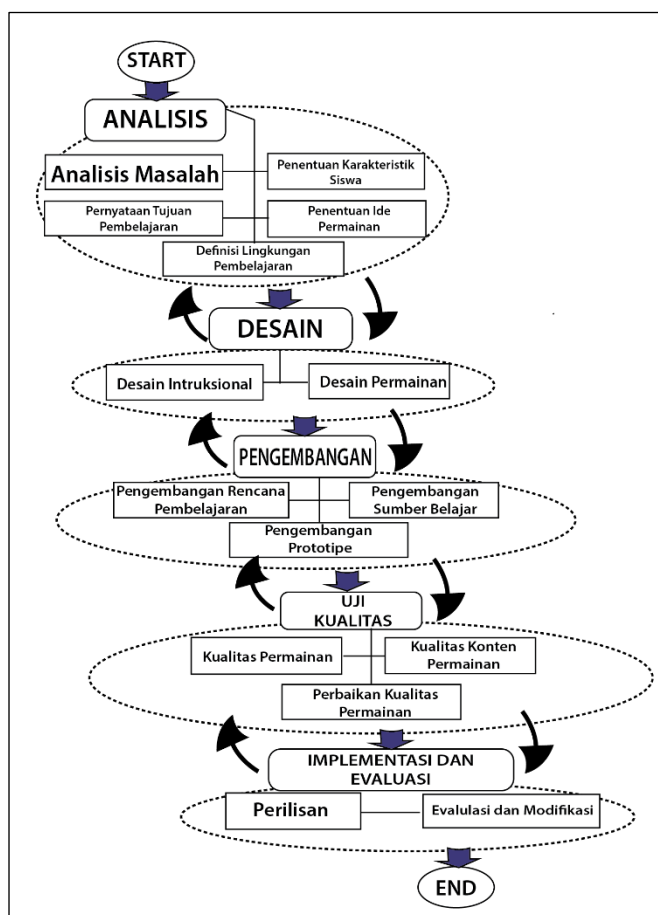 START
ANALISIS
Analisis Masalah
Penentuan Karakteristik
Siswa
Pernyataan Tujuan
Pembelajaran
Penentuan Ide
Permainan
Definisi Lingkungan
Pembelajaran
DESAIN
Desain Intruksional
Desain Permainan
PENGEMBANGAN
Pengembangan Rencana
Pembelajaran
Pengembangan
Sumber Belajar
Pengembangan
Prototipe
UJI
KUALITAS
Kualitas Permainan
Kualitas Konten
Permainan
Perbaikan Kualitas
Permainan
IMPLEMENTASI DAN
EVALUASI
Perilisan
Evalulasi dan Modifikasi
END